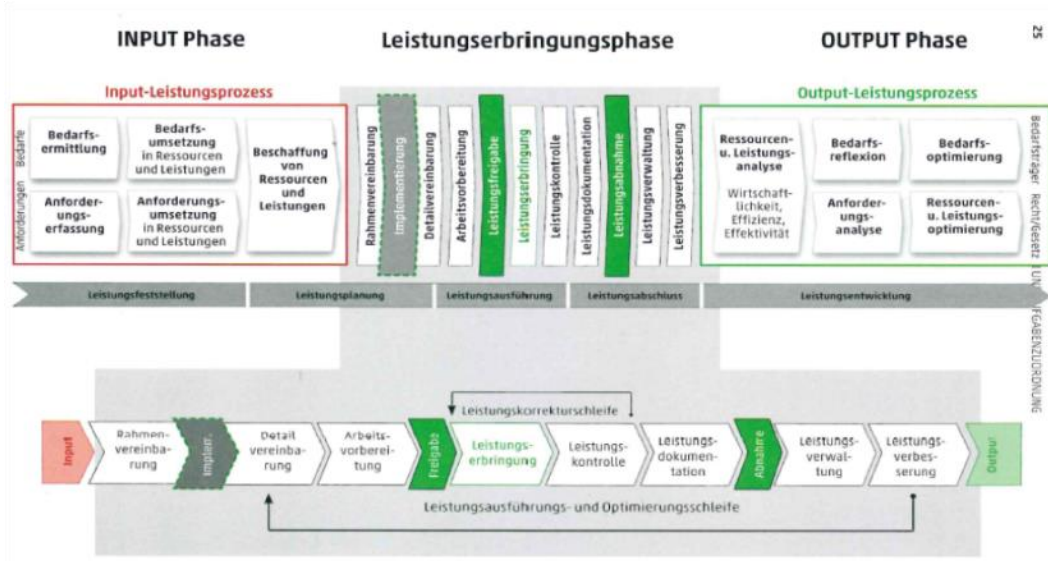 INPUT Phase
Leistungserbringungsphase
OUTPUT Phase
25
Input-Leistungsprozess
Output-Leistungsprozess
Bedarfe
Bedarfs-
ermittlung
Bedarfs-
umsetzung
in Ressourcen
und Leistungen
Anforderungen
Anforder-
ungs-
erfassung
Anforderungs-
umsetzung
in Ressourcen
und Leistungen
Beschaffung
von
Ressourcen
und
Leistungen
Rahmenvereinbarung
Implementierung
Detailvereinbarung
Arbeitsvorbereitung
Leistungsfreigabe
Leistungserbringung
Leistungskontrolle
Leistungsdokumentation
Leistungsabnahme
Leistungsverwaltung
Leistungsverbesserung
Ressourcen-
u. Leistungs-
analyse
Wirtschaft-
lichkeit,
Effizienz,
Effektivität
Bedarfs-
reflexion
Bedarfs-
optimierung
Anforder-
ungs-
analyse
Ressourcen-
u. Leistungs-
optimierung
Bedarfsträger
Recht/Gesetz
Leistungsfeststellung
Leistungsplanung
Leistungsausführung
Leistungsabschluss
Leistungsentwicklung
Leistungskorrekturschleife
Input
Rahmen-
vereinba-
rung
Implem.
Detail
vereinba-
rung
Arbeits-
vorberei-
tung
Freigabe
Leistungs-
erbringung
Leistungs-
kontrolle
Leistungs
dokumen-
tation
Abnahme
Leistungs
verwal-
tung
Leistungs-
verbes-
serung
Output
Leistungsausführungs- und Optimierungsschleife